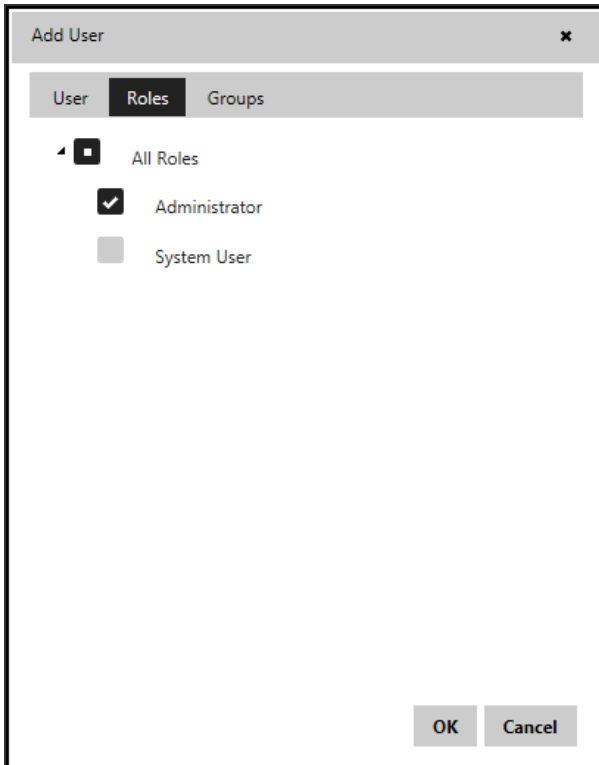 Add User
User Roles Groups
All Roles
Administrator
System User
OK Cancel